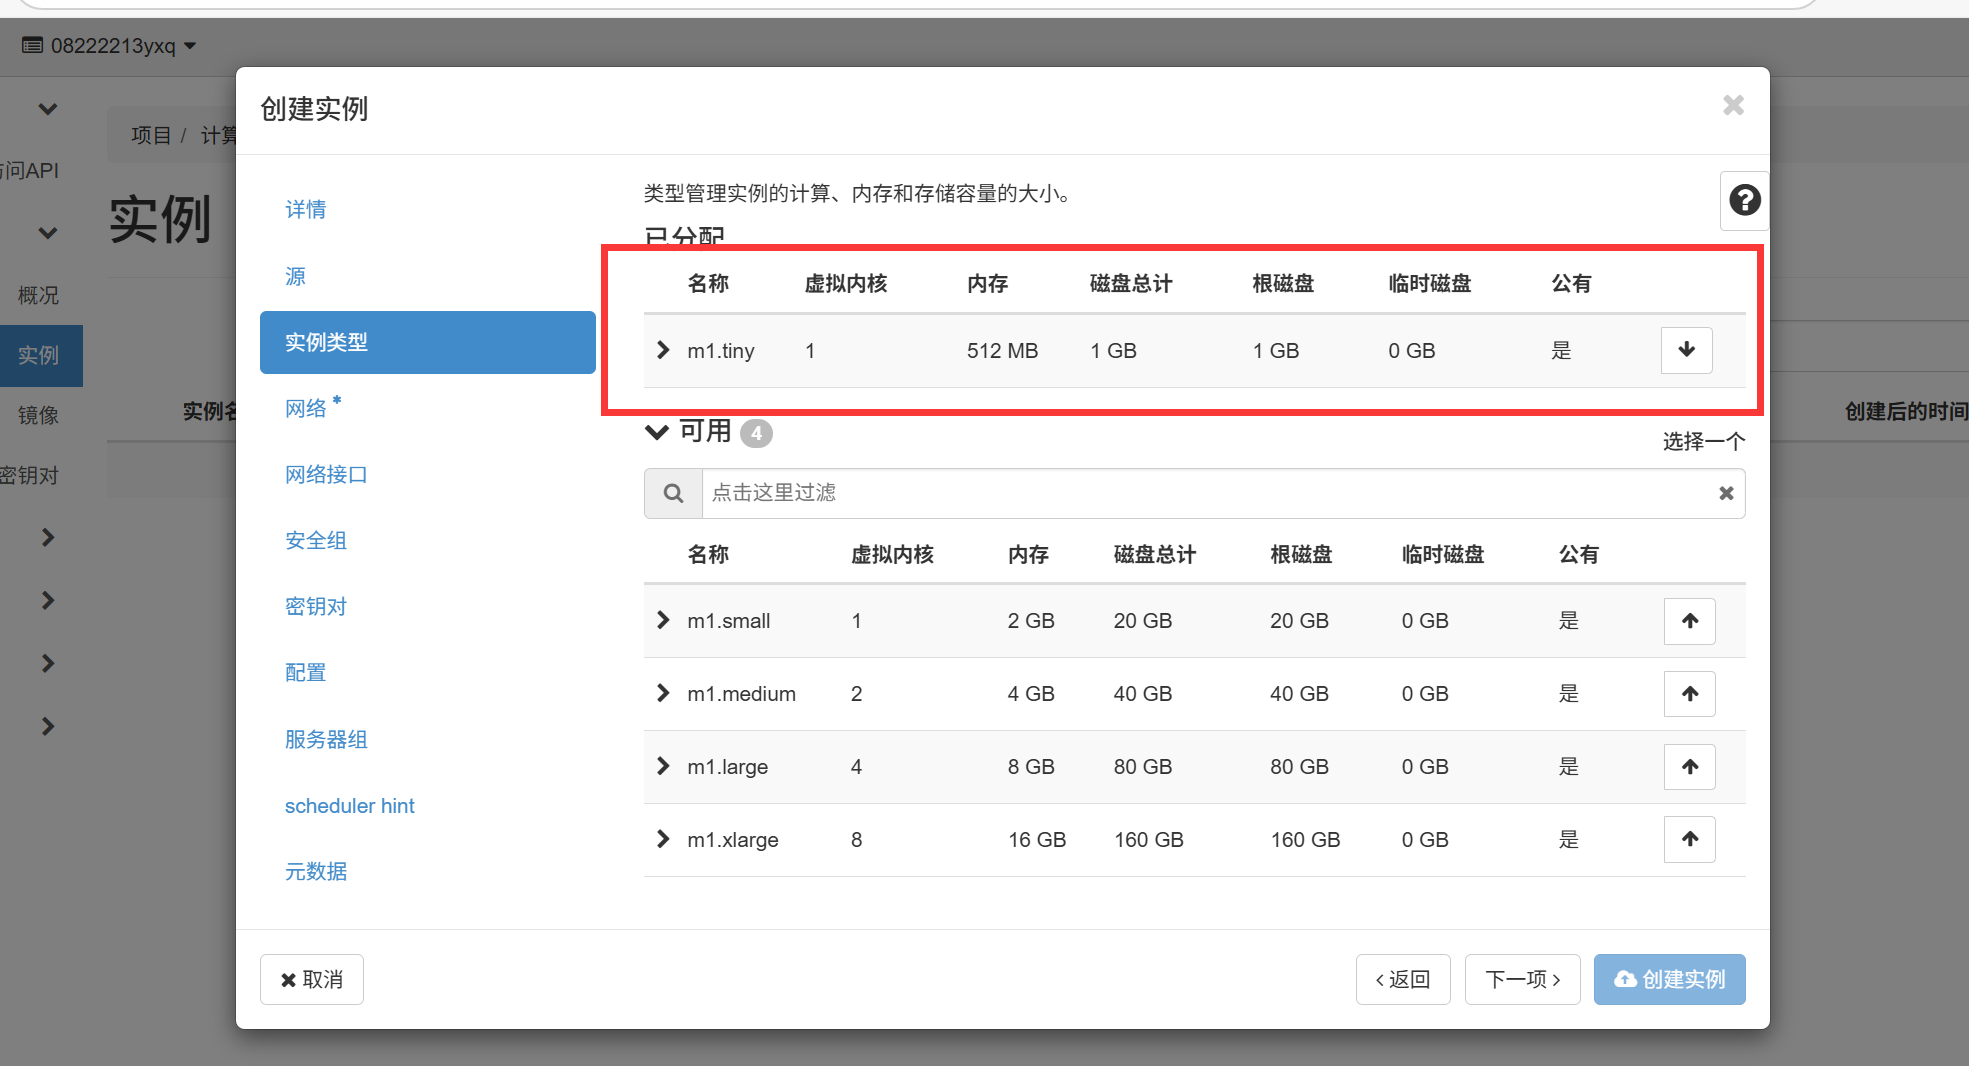 08222213yxq
创建实例
项目 / 计算
问API
实例
概况
实例
镜像
密钥对
实例名
创建后的时间
详情
源
实例类型
网络 *
网络接口
安全组
密钥对
配置
服务器组
scheduler hint
元数据
类型管理实例的计算、内存和存储容量的大小。
已分配
名称 虚拟内核 内存 磁盘总计 根磁盘 临时磁盘 公有
m1.tiny 1 512 MB 1 GB 1 GB 0 GB 是
可用 4
选择一个
点击这里过滤
名称 虚拟内核 内存 磁盘总计 根磁盘 临时磁盘 公有
m1.small 1 2 GB 20 GB 20 GB 0 GB 是
m1.medium 2 4 GB 40 GB 40 GB 0 GB 是
m1.large 4 8 GB 80 GB 80 GB 0 GB 是
m1.xlarge 8 16 GB 160 GB 160 GB 0 GB 是
取消
返回
下一项
创建实例